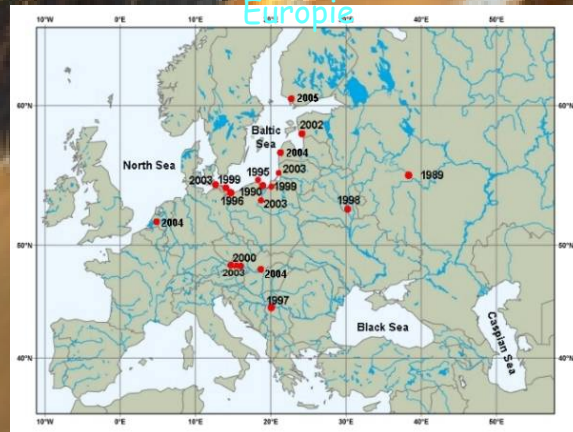 Europie
10°W
0°E
10°E
20°E
30°E
40°E
50°E
60°N
60°N
2005
Baltic
Sea
2002
North Sea
2004
1995
2003
1989
2003
1999
1990
1999
1996
2003
1998
2004
50°N
50°N
2000
2003
2004
1997
Black Sea
Caspian Sea
40°N
40°N
10°W
0°E
10°E
20°E
30°E
40°E
50°E